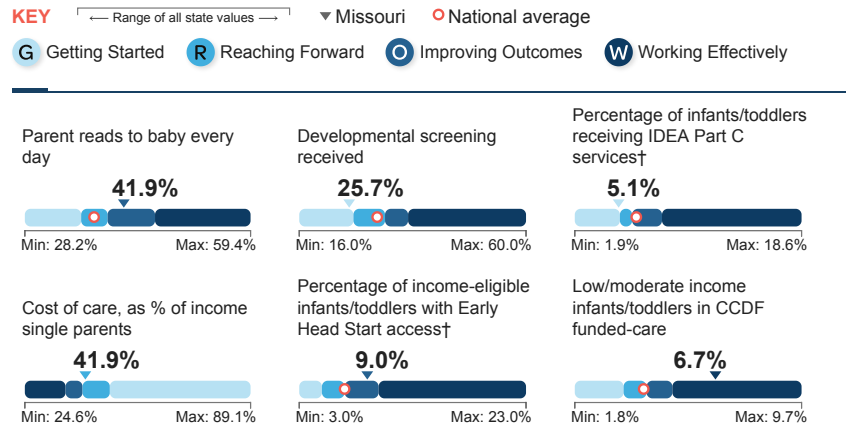 KEY
Range of all state values
Missouri
National average
G Getting Started
R Reaching Forward
O Improving Outcomes
W Working Effectively
Parent reads to baby every
day
41.9%
Min: 28.2% Max: 59.4%
Developmental screening
received
25.7%
Min: 16.0% Max: 60.0%
Percentage of infants/toddlers
receiving IDEA Part C
services†
5.1%
Min: 1.9% Max: 18.6%
Cost of care, as % of income
single parents
41.9%
Min: 24.6% Max: 89.1%
Percentage of income-eligible
infants/toddlers with Early
Head Start access†
9.0%
Min: 3.0% Max: 23.0%
Low/moderate income
infants/toddlers in CCDF
funded-care
6.7%
Min: 1.8% Max: 9.7%